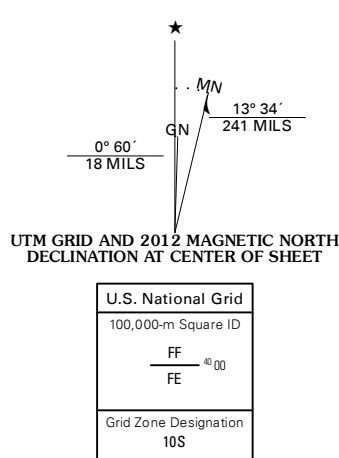 ★
MN
GN
13° 34´
241 MILS
0° 60´
18 MILS
UTM GRID AND 2012 MAGNETIC NORTH
DECLINATION AT CENTER OF SHEET
U.S. National Grid
100,000-m Square ID
FF
40 00
FE
Grid Zone Designation
10S